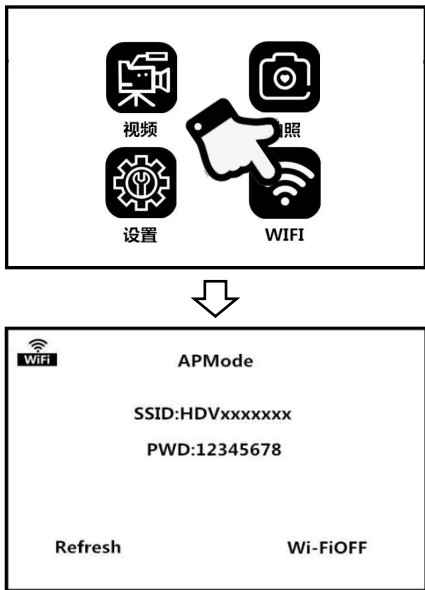 视频
照
设置
WIFI
WiFi
APMode
SSID:HDVxxxxxxx
PWD:12345678
Refresh
Wi-FiOFF